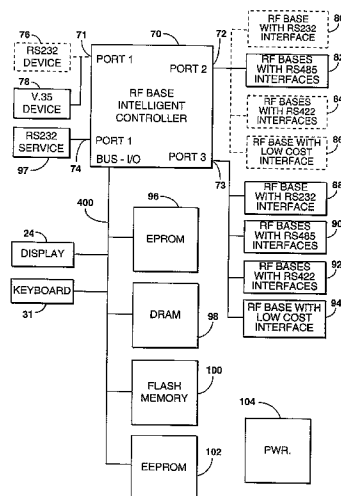 76
RS232
DEVICE
78
V.35
DEVICE
RS232
SERVICE
97
71
70
72
PORT 1
PORT 2
RF BASE
INTELLIGENT
CONTROLLER
PORT 1
BUS - I/O
PORT 3
74
73
RF BASE
WITH RS232
INTERFACE
RF BASES
WITH RS485
INTERFACES
RF BASE
WITH RS422
INTERFACE
84
RF BASE
WITH LOW COST
INTERFACE
RF BASE
WITH RS232
INTERFACE
88
RF BASES
WITH RS485
INTERFACES
90
RF BASES
WITH RS422
INTERFACES
92
RF BASE WITH
LOW COST
INTERFACE
94
400
24
DISPLAY
KEYBOARD
31
96
EPROM
DRAM
98
FLASH
MEMORY
100
EEPROM
102
104
PWR.